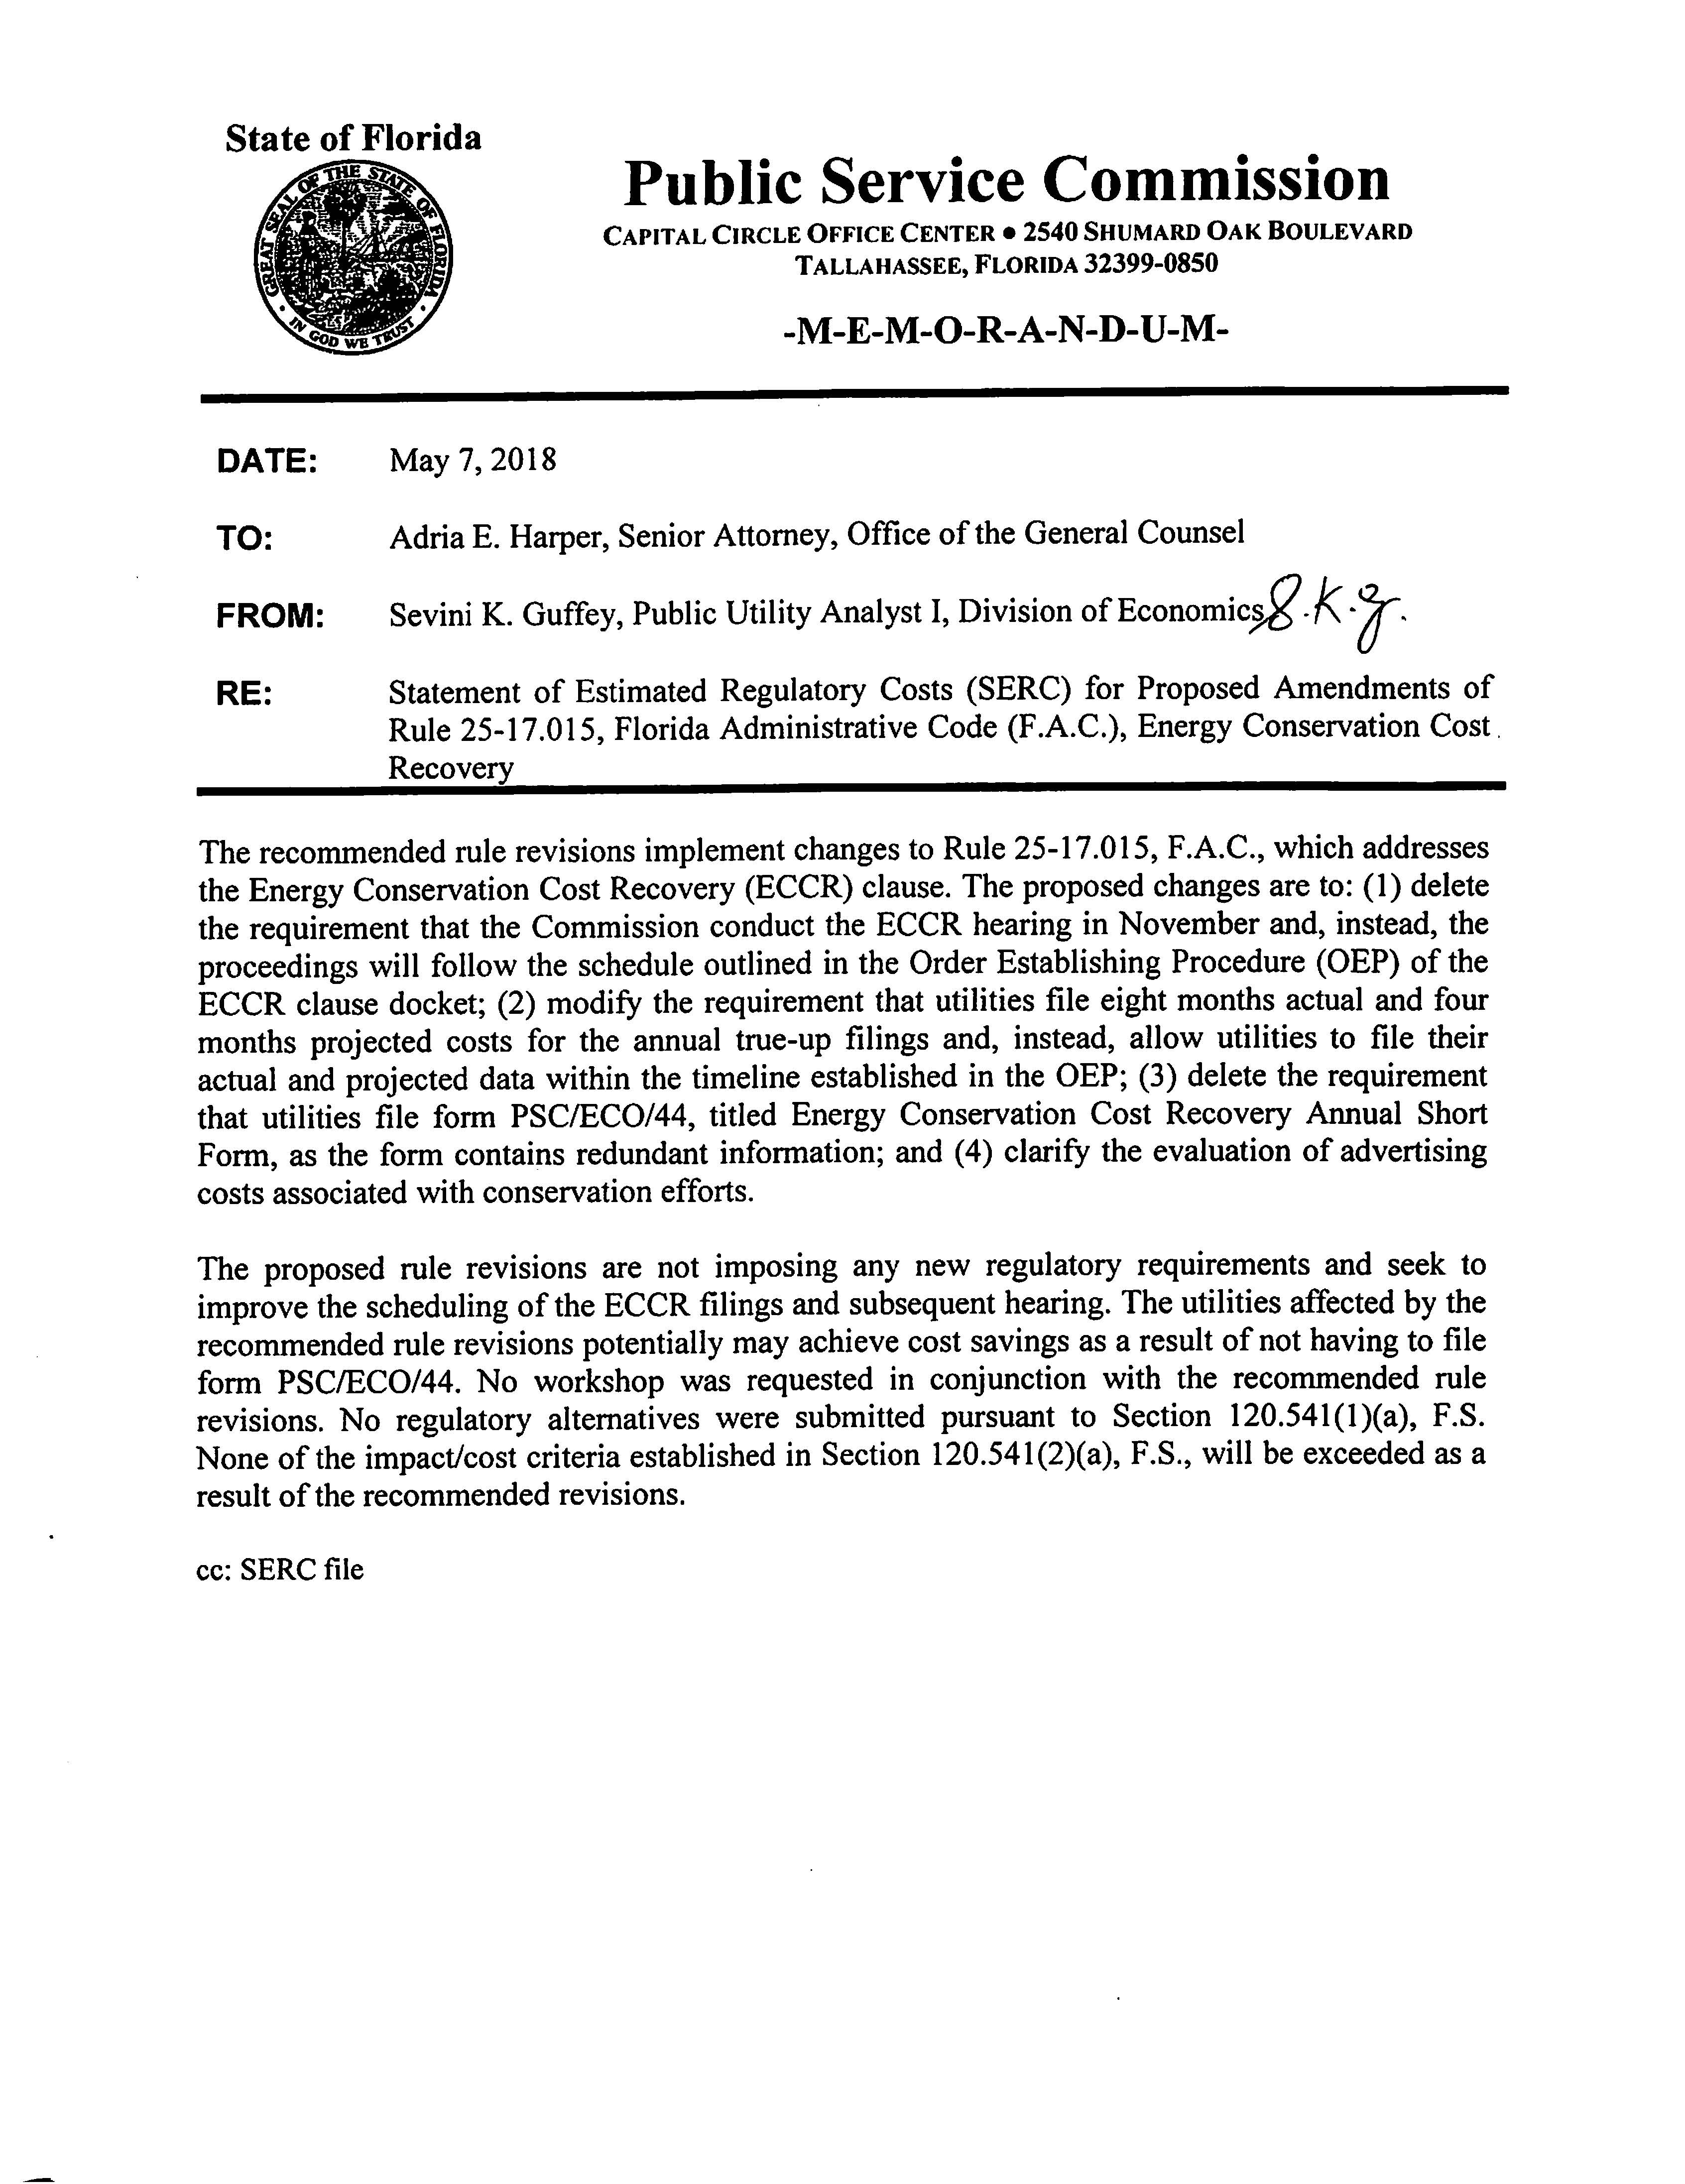 State of Florida
GREAT SEAL OF THE STATE OF FLORIDA
IN GOD WE TRUST
Public Service Commission
CAPITAL CIRCLE OFFICE CENTER ● 2540 SHUMARD OAK BOULEVARD
TALLAHASSEE, FLORIDA 32399-0850
-M-E-M-O-R-A-N-D-U-M-
DATE: May 7, 2018
TO: Adria E. Harper, Senior Attorney, Office of the General Counsel
FROM: Sevini K. Guffey, Public Utility Analyst I, Division of Economics S.K.G.
RE: Statement of Estimated Regulatory Costs (SERC) for Proposed Amendments of
Rule 25-17.015, Florida Administrative Code (F.A.C.), Energy Conservation Cost
Recovery
The recommended rule revisions implement changes to Rule 25-17.015, F.A.C., which addresses
the Energy Conservation Cost Recovery (ECCR) clause. The proposed changes are to: (1) delete
the requirement that the Commission conduct the ECCR hearing in November and, instead, the
proceedings will follow the schedule outlined in the Order Establishing Procedure (OEP) of the
ECCR clause docket; (2) modify the requirement that utilities file eight months actual and four
months projected costs for the annual true-up filings and, instead, allow utilities to file their
actual and projected data within the timeline established in the OEP; (3) delete the requirement
that utilities file form PSC/ECO/44, titled Energy Conservation Cost Recovery Annual Short
Form, as the form contains redundant information; and (4) clarify the evaluation of advertising
costs associated with conservation efforts.
The proposed rule revisions are not imposing any new regulatory requirements and seek to
improve the scheduling of the ECCR filings and subsequent hearing. The utilities affected by the
recommended rule revisions potentially may achieve cost savings as a result of not having to file
form PSC/ECO/44. No workshop was requested in conjunction with the recommended rule
revisions. No regulatory alternatives were submitted pursuant to Section 120.541(1)(a), F.S.
None of the impact/cost criteria established in Section 120.541(2)(a), F.S., will be exceeded as a
result of the recommended revisions.
cc: SERC file